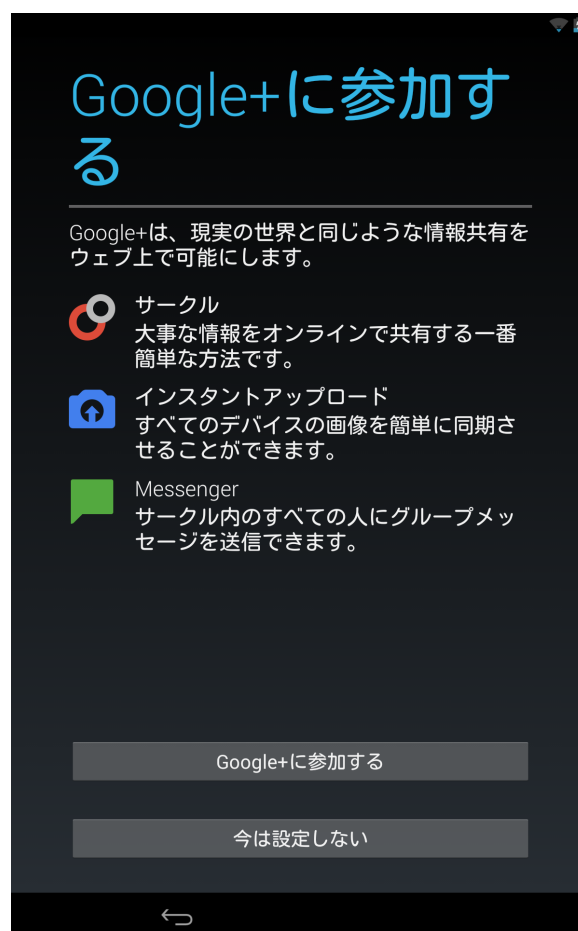 Google+に参加す
る
Google+は、現実の世界と同じような情報共有を
ウェブ上で可能にします。
サークル
大事な情報をオンラインで共有する一番
簡単な方法です。
インスタントアップロード
すべてのデバイスの画像を簡単に同期さ
せることができます。
Messenger
サークル内のすべての人にグループメッ
セージを送信できます。
Google+に参加する
今は設定しない